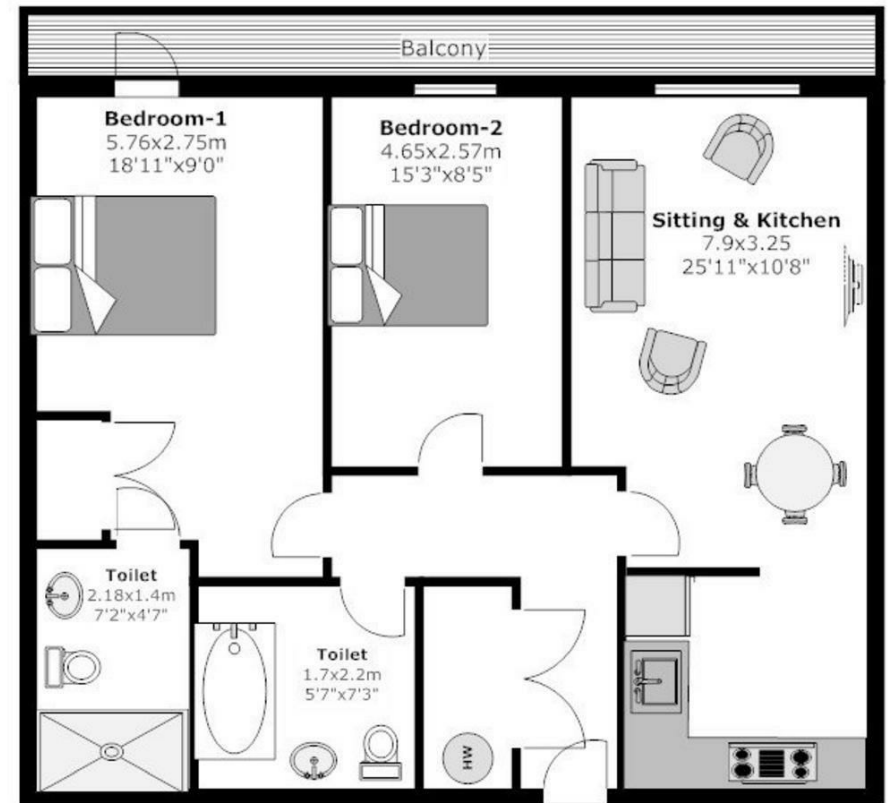 Balcony
Bedroom-1
5.76x2.75m
18'11"x9'0"
Bedroom-2
4.65x2.57m
15'3"x8'5"
Sitting & Kitchen
7.9x3.25
25'11"x10'8"
Toilet
2.18x1.4m
7'2"x4'7"
Toilet
1.7x2.2m
5'7"x7'3"
HW